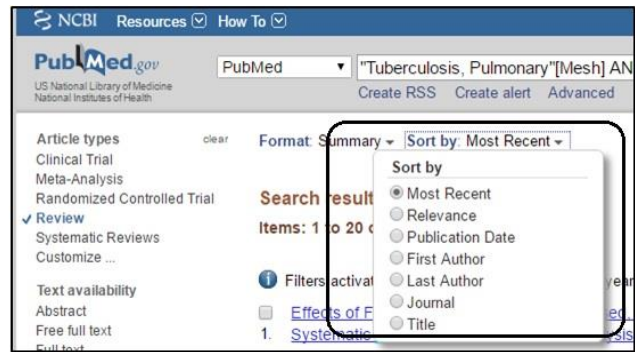 NCBI Resources How To
PubMed.gov
US National Library of Medicine
National Institutes of Health
PubMed
"Tuberculosis, Pulmonary"[Mesh] AN
Create RSS Create alert Advanced
Article types clear
Clinical Trial
Meta-Analysis
Randomized Controlled Trial
Review
Systematic Reviews
Customize ...
Text availability
Abstract
Free full text
Full text
Format: Summary Sort by: Most Recent
Sort by
Most Recent
Relevance
Publication Date
First Author
Last Author
Journal
Title
Search result
Items: 1 to 20
Filters activat
Effects of F
1. Systematic